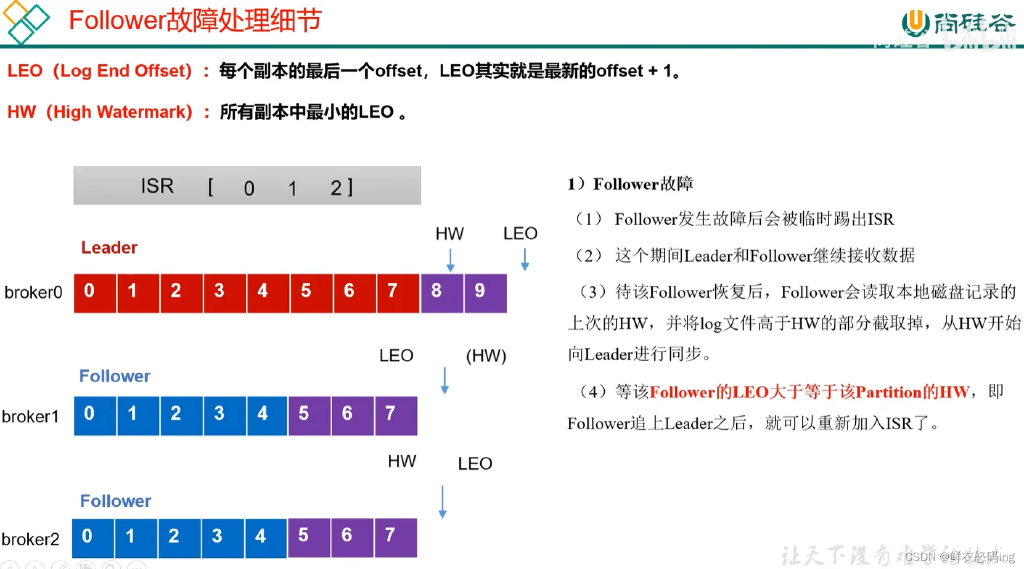 Follower故障处理细节
尚硅谷
LEO（Log End Offset）：每个副本的最后一个offset，LEO其实就是最新的offset + 1。
HW（High Watermark）：所有副本中最小的LEO 。
ISR [ 0 1 2 ]
Leader
HW LEO
broker0 0 1 2 3 4 5 6 7 8 9
LEO (HW)
Follower
broker1 0 1 2 3 4 5 6 7
HW LEO
Follower
broker2 0 1 2 3 4 5 6 7
1）Follower故障
（1） Follower发生故障后会被临时踢出ISR
（2） 这个期间Leader和Follower继续接收数据
（3）待该Follower恢复后，Follower会读取本地磁盘记录的
上次的HW，并将log文件高于HW的部分截取掉，从HW开始
向Leader进行同步。
（4）等该Follower的LEO大于等于该Partition的HW，即
Follower追上Leader之后，就可以重新加入ISR了。
让天下没有难学的技术
CSDN @鲜衣怒码ing